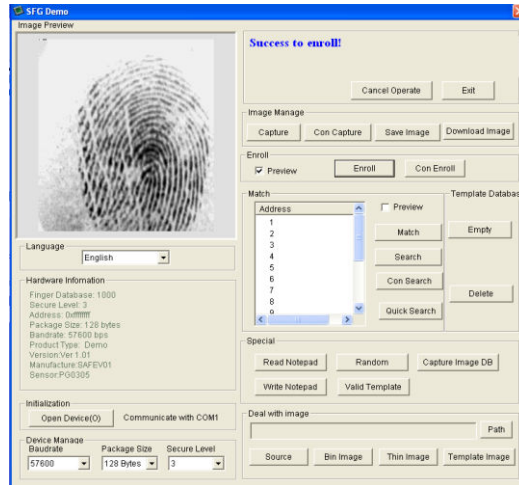 SFG Demo
Image Preview
Success to enroll!
Cancel Operate Exit
Image Manage
Capture Con Capture Save Image Download Image
Enroll
Preview Enroll Con Enroll
Match Template Database
Address Preview
1
2
3
4
5
6
7
8
9
Match
Search
Con Search
Quick Search
Empty
Delete
Language
English
Hardware Infomation
Finger Database: 1000
Secure Level: 3
Address: 0xffffffff
Package Size: 128 bytes
Bandrate: 57600 bps
Product Type: Demo
Version:Ver 1.01
Manufacture:SAFEV01
Sensor:PG0305
Special
Read Notepad Random Capture Image DB
Write Notepad Valid Template
Initialization
Open Device(O) Communicate with COM1
Device Manage
Baudrate Package Size Secure Level
57600 128 Bytes 3
Deal with image
Path
Source Bin Image Thin Image Template Image